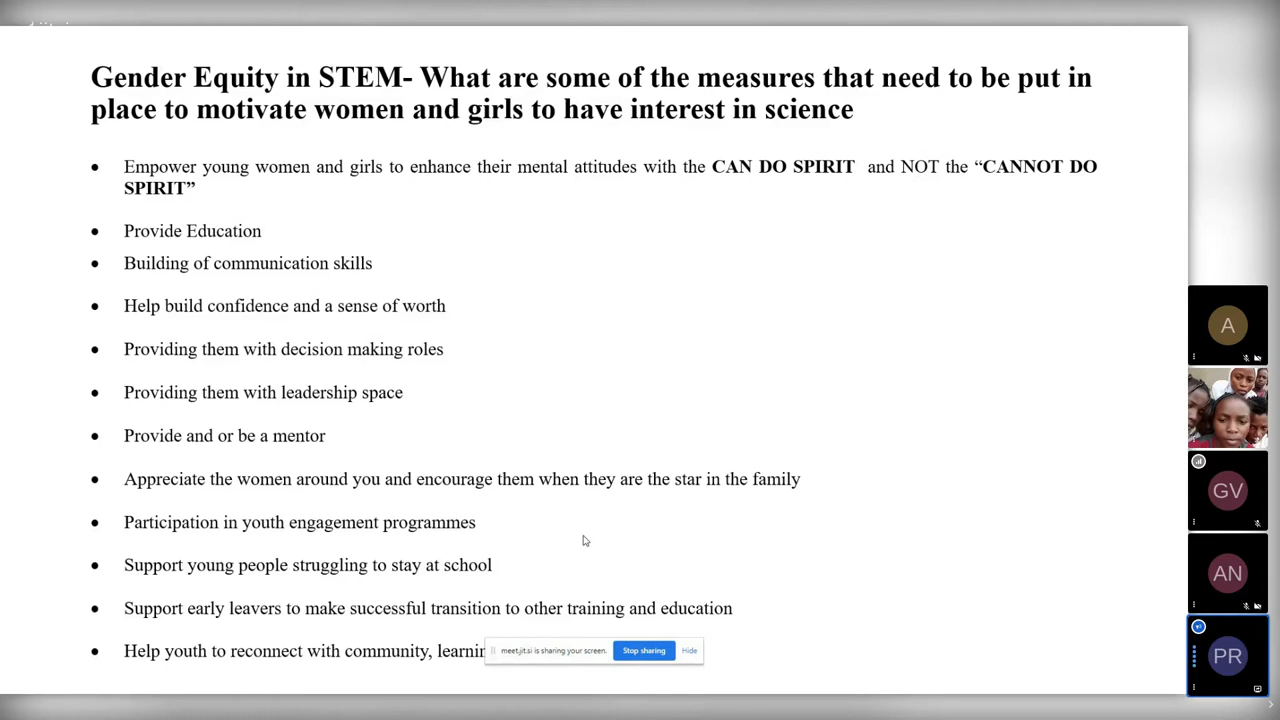 Gender Equity in STEM- What are some of the measures that need to be put in
place to motivate women and girls to have interest in science
• Empower young women and girls to enhance their mental attitudes with the CAN DO SPIRIT and NOT the “CANNOT DO
SPIRIT”
• Provide Education
• Building of communication skills
• Help build confidence and a sense of worth
• Providing them with decision making roles
• Providing them with leadership space
• Provide and or be a mentor
• Appreciate the women around you and encourage them when they are the star in the family
• Participation in youth engagement programmes
• Support young people struggling to stay at school
• Support early leavers to make successful transition to other training and education
• Help youth to reconnect with community,
meet.jit.si is sharing your screen. Stop sharing Hide
A
GV
AN
PR